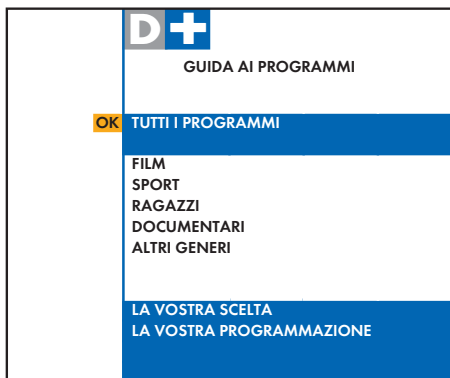 D+
GUIDA AI PROGRAMMI
OK TUTTI I PROGRAMMI
FILM
SPORT
RAGAZZI
DOCUMENTARI
ALTRI GENERI
LA VOSTRA SCELTA
LA VOSTRA PROGRAMMAZIONE